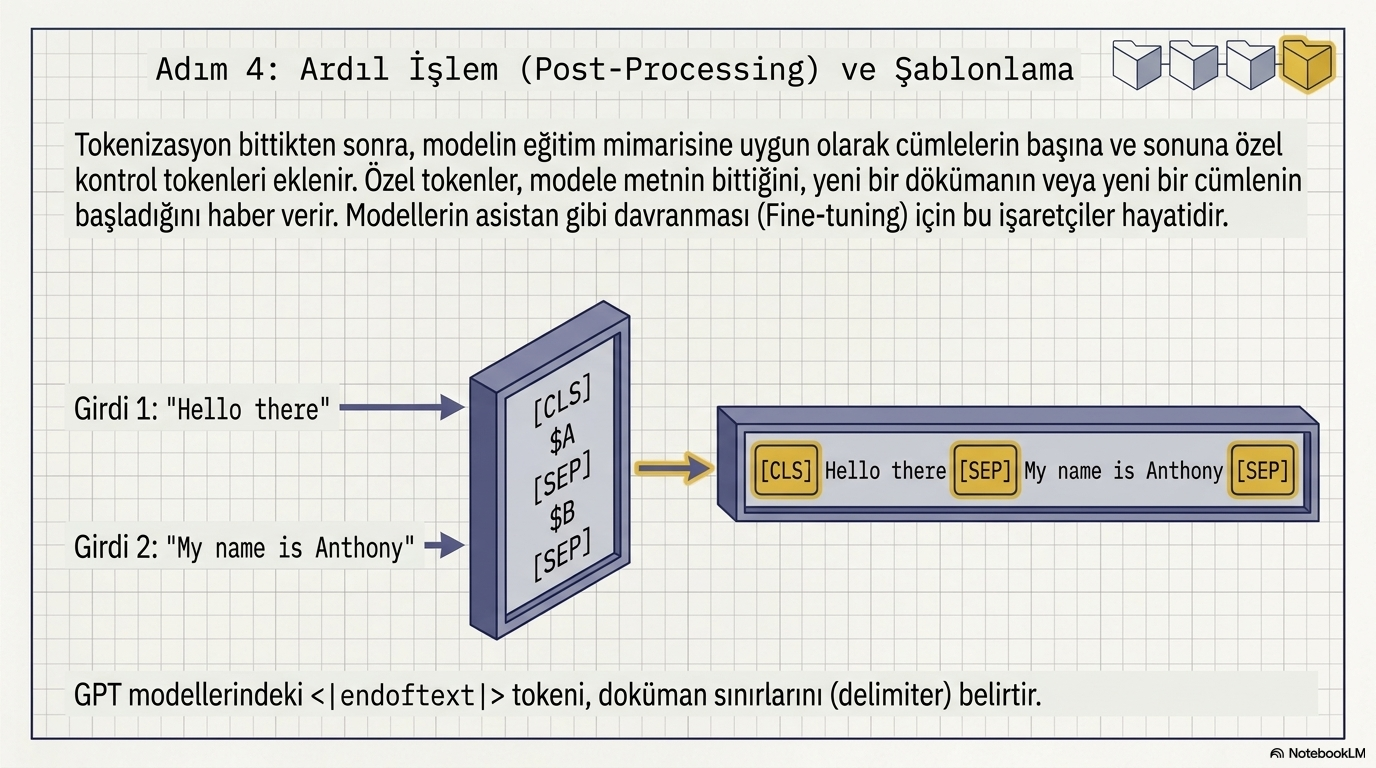 Adım 4: Ardıl İşlem (Post-Processing) ve Şablonlama
Tokenizasyon bittikten sonra, modelin eğitim mimarisine uygun olarak cümlelerin başına ve sonuna özel
kontrol tokenleri eklenir. Özel tokenler, modele metnin bittiğini, yeni bir dökümanın veya yeni bir cümlenin
başladığını haber verir. Modellerin asistan gibi davranması (Fine-tuning) için bu işaretçiler hayatidir.
Girdi 1: "Hello there"
Girdi 2: "My name is Anthony"
[CLS]
$A
[SEP]
$B
[SEP]
[CLS] Hello there [SEP] My name is Anthony [SEP]
GPT modellerindeki <|endoftext|> tokeni, doküman sınırlarını (delimiter) belirtir.
NotebookLM